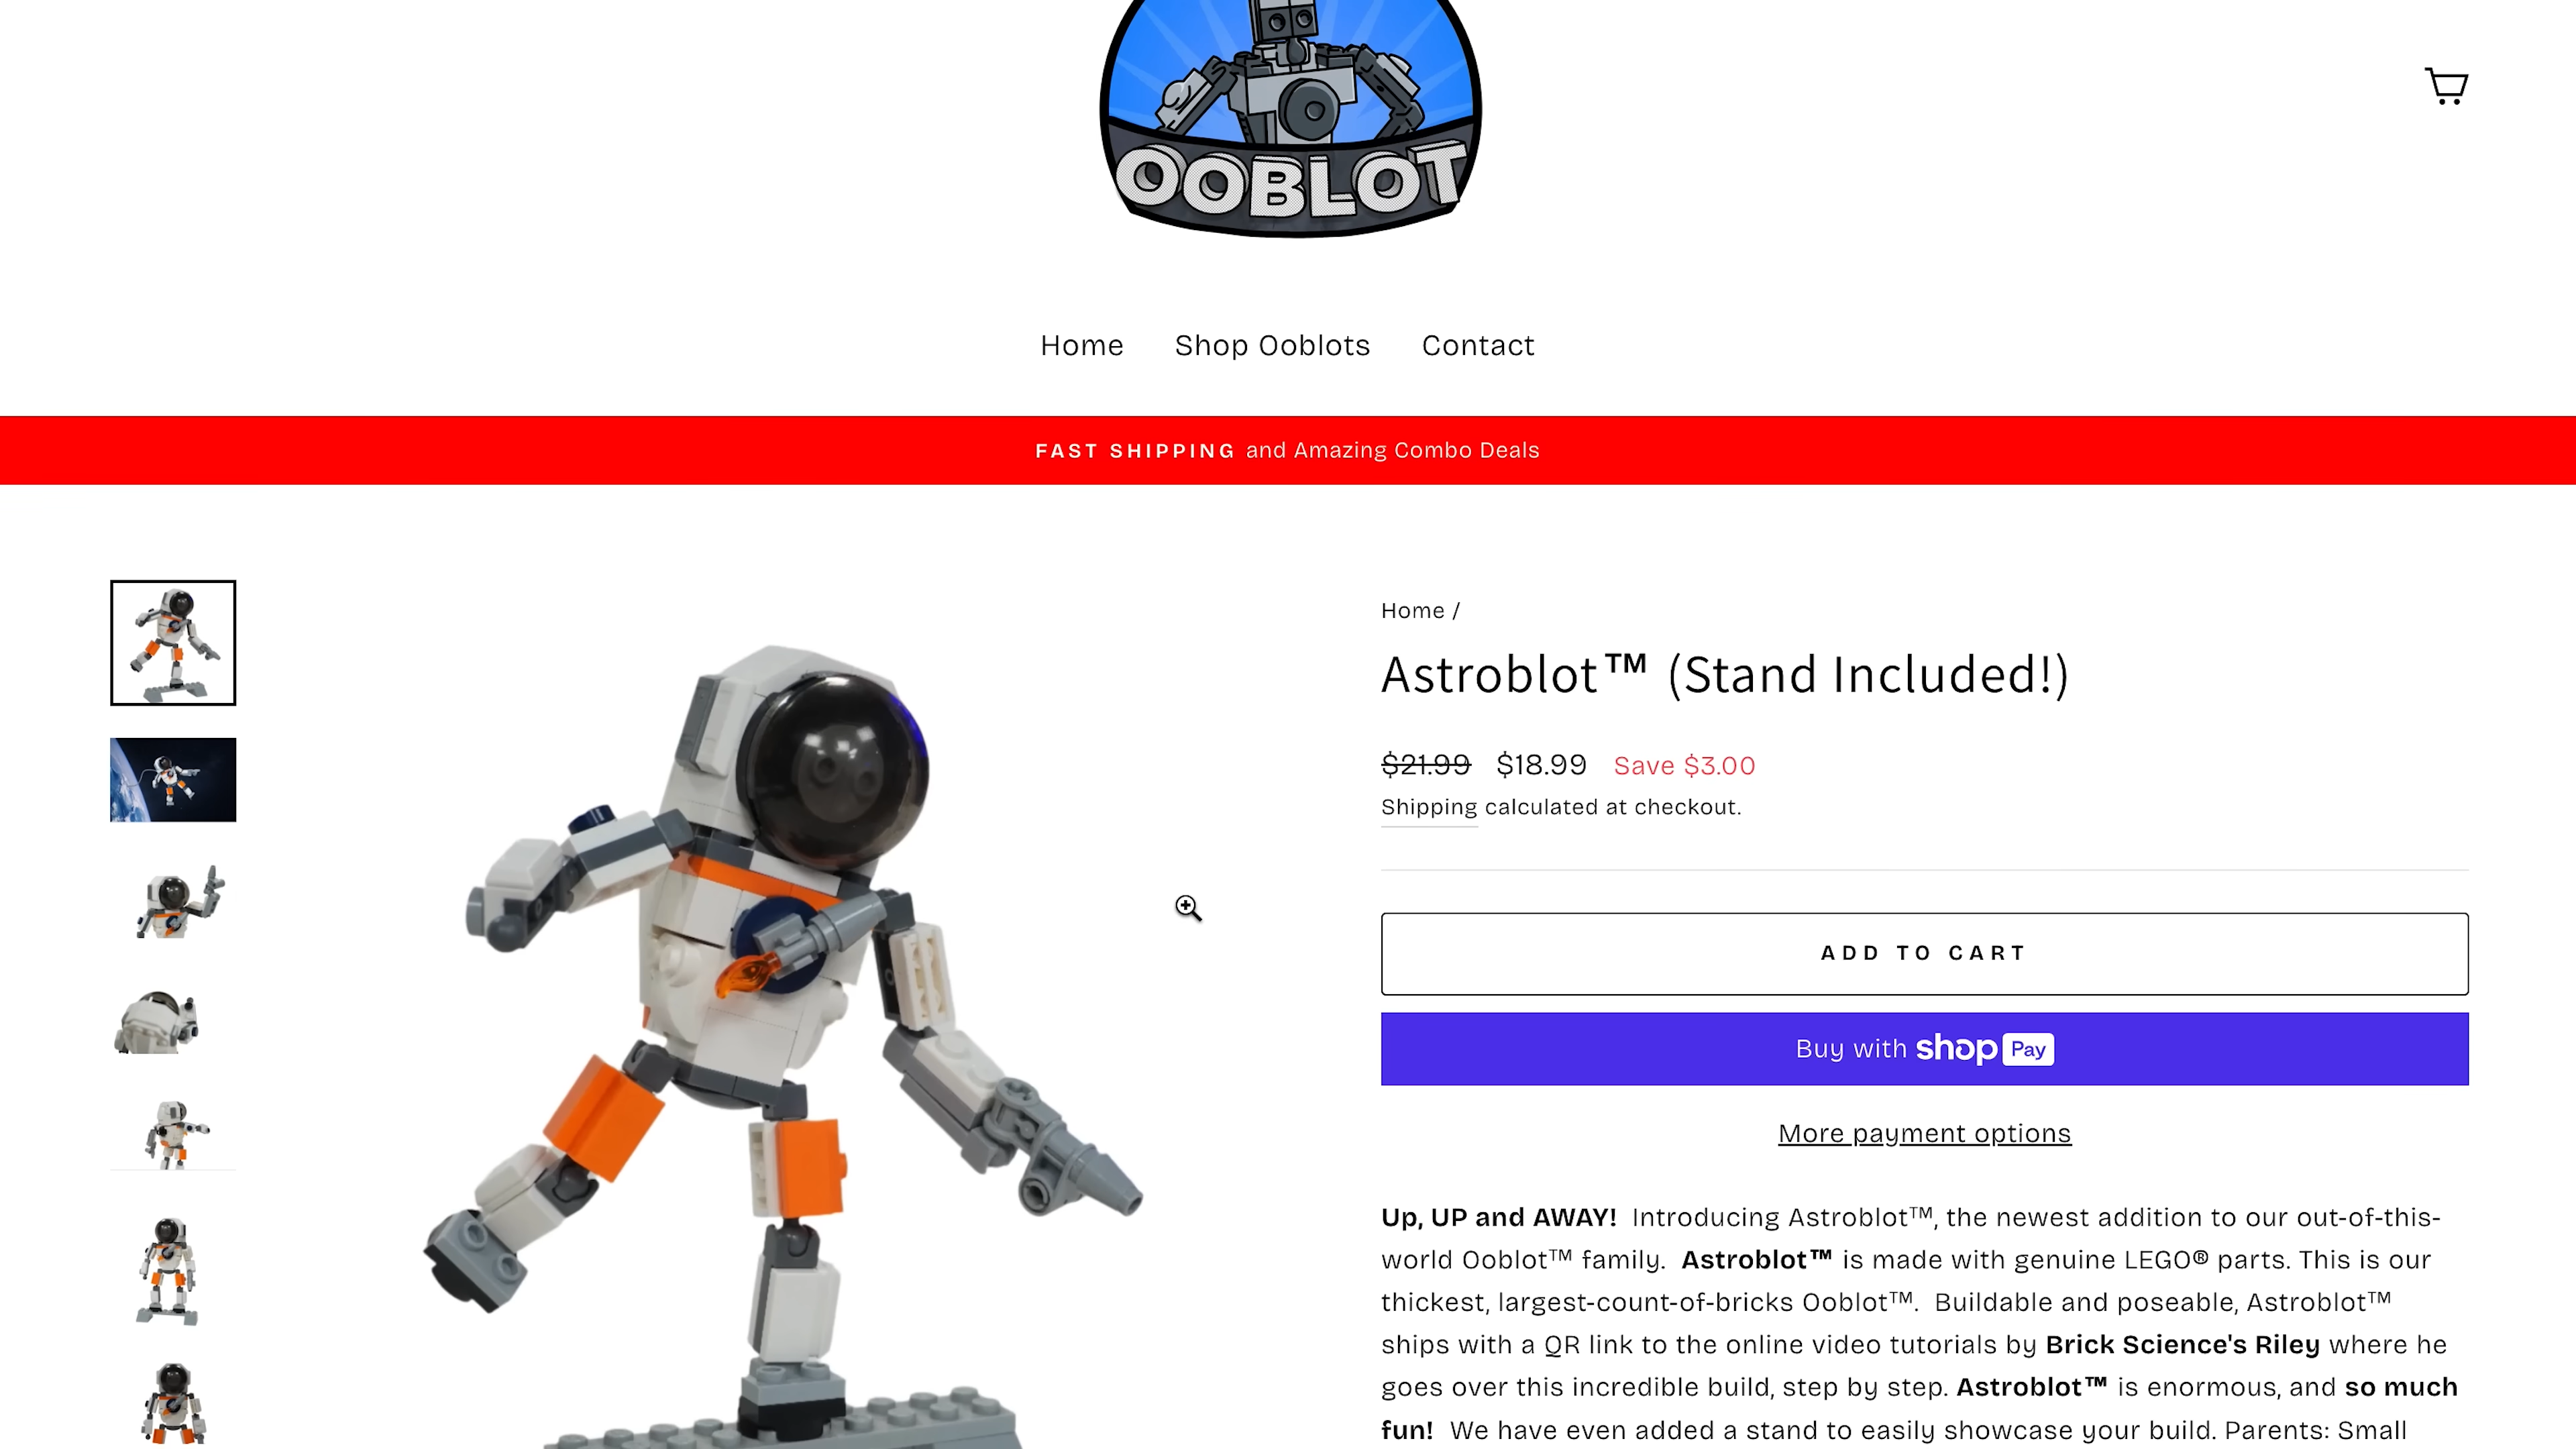 OOBLOT
Home Shop Ooblots Contact
FAST SHIPPING and Amazing Combo Deals
Home /
Astroblot™ (Stand Included!)
$21.99 $18.99 Save $3.00
Shipping calculated at checkout.
ADD TO CART
Buy with shop Pay
More payment options
Up, UP and AWAY! Introducing Astroblot™, the newest addition to our out-of-this-
world Ooblot™ family. Astroblot™ is made with genuine LEGO® parts. This is our
thickest, largest-count-of-bricks Ooblot™. Buildable and poseable, Astroblot™
ships with a QR link to the online video tutorials by Brick Science's Riley where he
goes over this incredible build, step by step. Astroblot™ is enormous, and so much
fun! We have even added a stand to easily showcase your build. Parents: Small